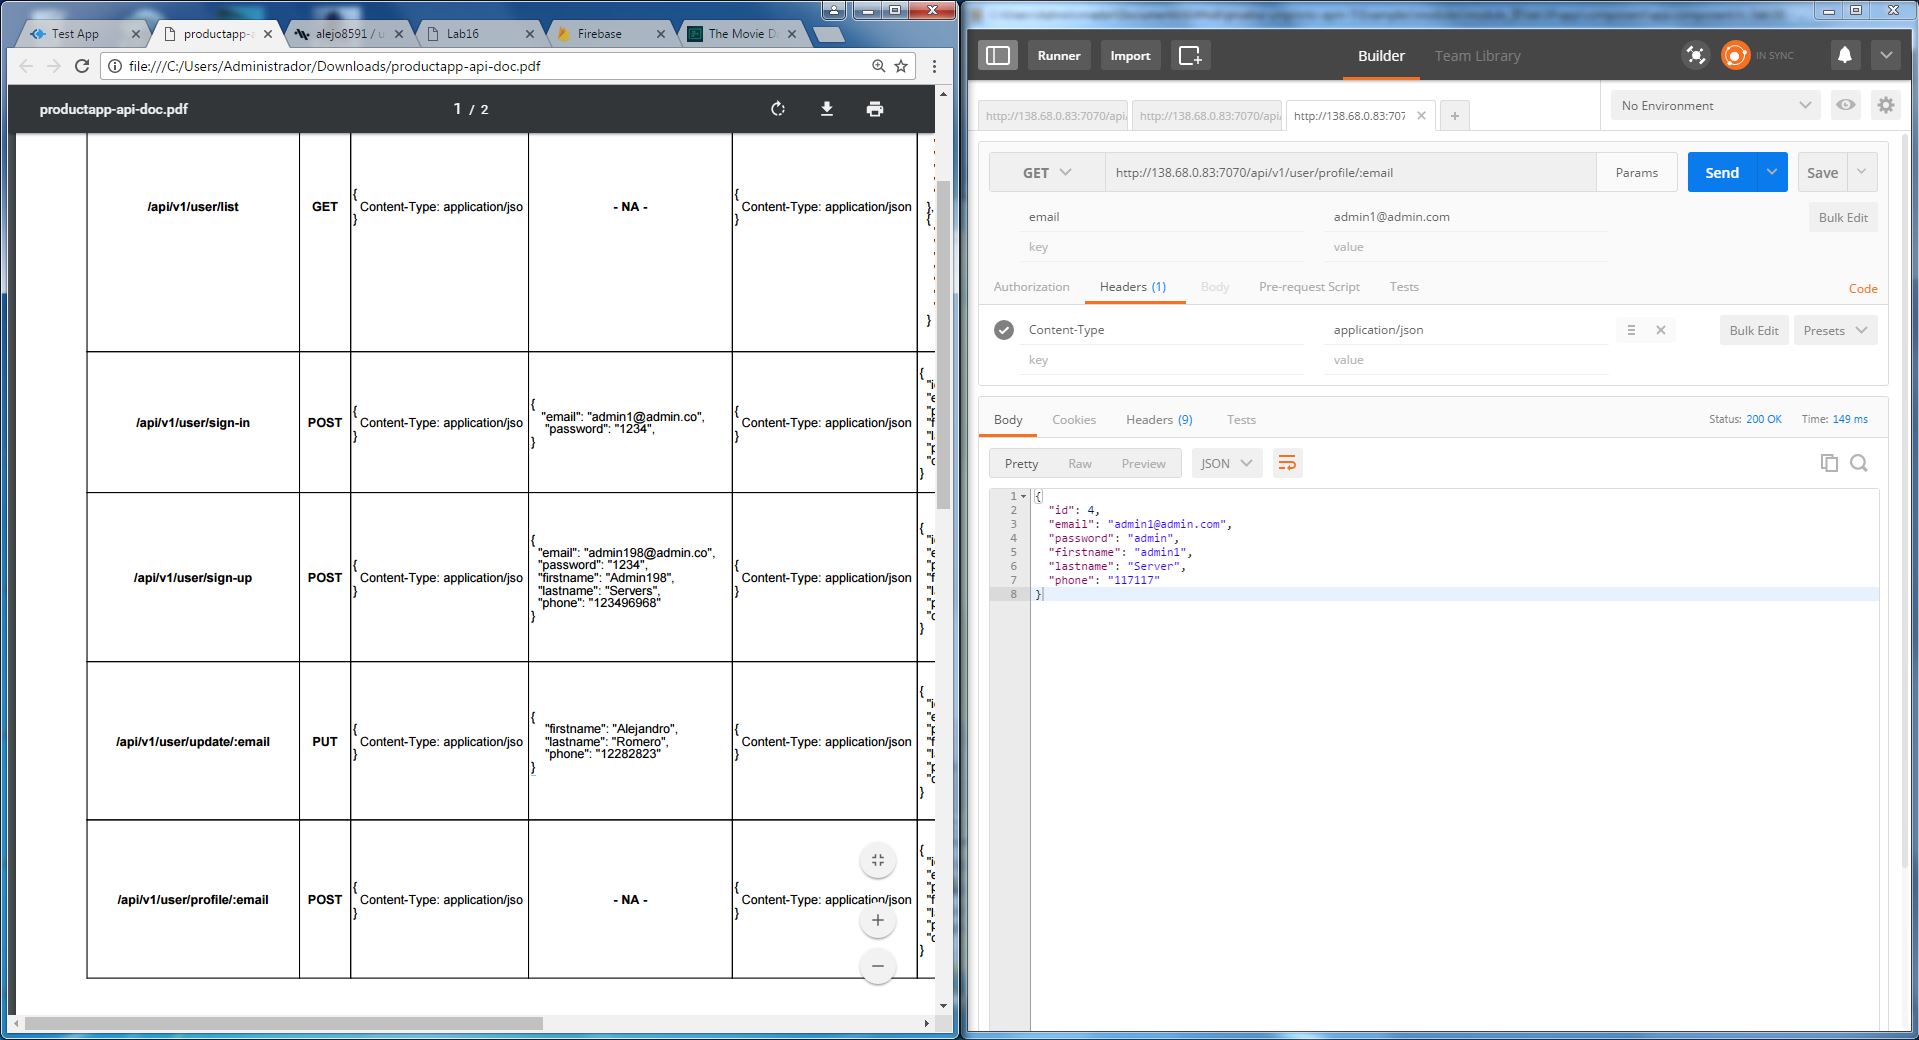 Test App
productapp-
alejo8591 / u
Lab16
Firebase
The Movie D
file:///C:/Users/Administrador/Downloads/productapp-api-doc.pdf
productapp-api-doc.pdf
1 / 2
/api/v1/user/list
GET
{
Content-Type: application/jso
}
- NA -
{
Content-Type: application/json
}
},
{
}
/api/v1/user/sign-in
POST
{
Content-Type: application/jso
}
{
"email": "admin1@admin.co",
"password": "1234",
}
{
Content-Type: application/json
}
{
}
/api/v1/user/sign-up
POST
{
Content-Type: application/jso
}
{
"email": "admin198@admin.co",
"password": "1234",
"firstname": "Admin198",
"lastname": "Servers",
"phone": "123496968"
}
{
Content-Type: application/json
}
{
}
/api/v1/user/update/:email
PUT
{
Content-Type: application/jso
}
{
"firstname": "Alejandro",
"lastname": "Romero",
"phone": "12282823"
}
{
Content-Type: application/json
}
{
}
/api/v1/user/profile/:email
POST
{
Content-Type: application/jso
}
- NA -
{
Content-Type: application/json
}
{
}
Runner
Import
Builder
Team Library
IN SYNC
http://138.68.0.83:7070/api/
http://138.68.0.83:7070/api/
http://138.68.0.83:707
No Environment
GET
http://138.68.0.83:7070/api/v1/user/profile/:email
Params
Send
Save
email
admin1@admin.com
Bulk Edit
key
value
Authorization
Headers (1)
Body
Pre-request Script
Tests
Code
Content-Type
application/json
Bulk Edit
Presets
key
value
Body
Cookies
Headers (9)
Tests
Status: 200 OK
Time: 149 ms
Pretty
Raw
Preview
JSON
1 {
2 "id": 4,
3 "email": "admin1@admin.com",
4 "password": "admin",
5 "firstname": "admin1",
6 "lastname": "Server",
7 "phone": "117117"
8 }